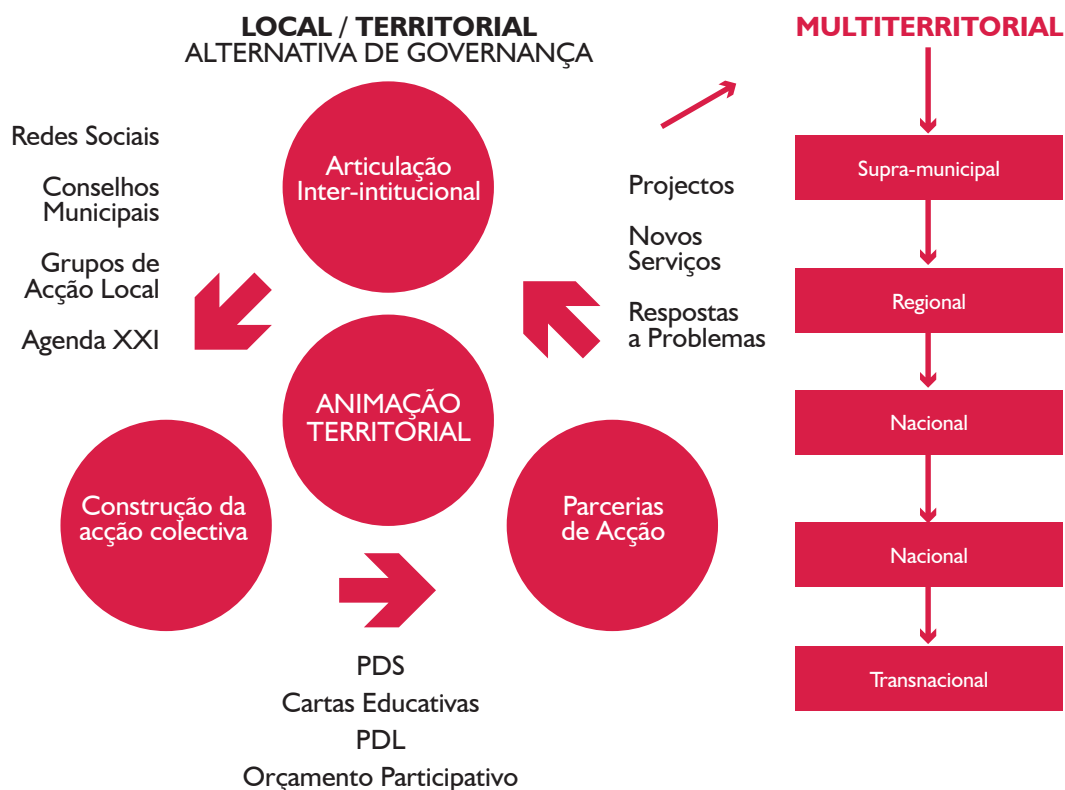 LOCAL / TERRITORIAL
ALTERNATIVA DE GOVERNANÇA
Redes Sociais
Conselhos
Municipais
Grupos de
Acção Local
Agenda XXI
Articulação
Inter-intitucional
ANIMAÇÃO
TERRITORIAL
Construção da
acção colectiva
Parcerias
de Acção
Projectos
Novos
Serviços
Respostas
a Problemas
PDS
Cartas Educativas
PDL
Orçamento Participativo
MULTITERRITORIAL
Supra-municipal
Regional
Nacional
Nacional
Transnacional